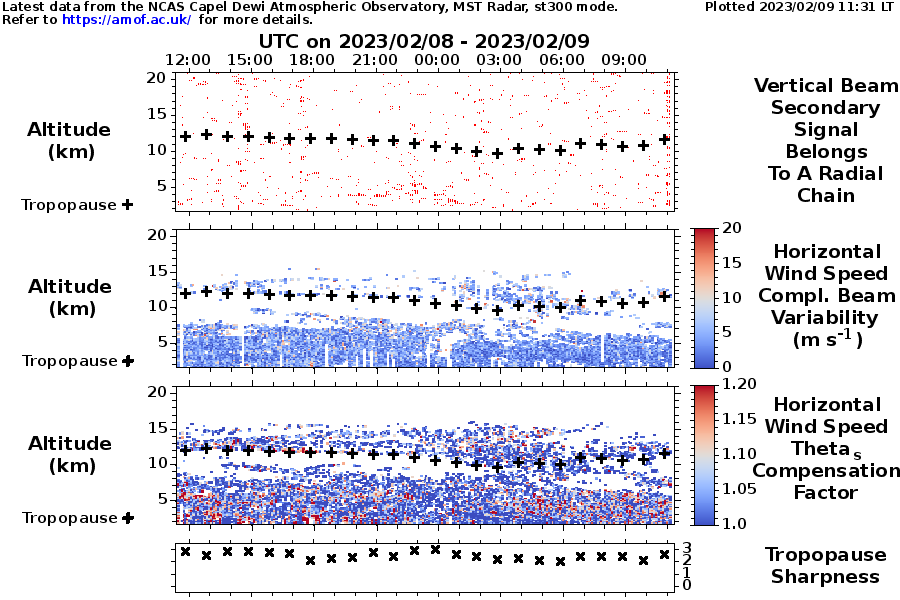 Latest data from the NCAS Capel Dewi Atmospheric Observatory, MST Radar, st300 mode.
Plotted 2023/02/09 11:31 LT
Refer to https://amof.ac.uk/ for more details.
UTC on 2023/02/08 - 2023/02/09
12:00 15:00 18:00 21:00 00:00 03:00 06:00 09:00
20
15
10
5
Altitude
(km)
Tropopause +
Vertical Beam
Secondary
Signal
Belongs
To A Radial
Chain
20
15
10
5
Altitude
(km)
Tropopause +
20
15
10
5
0
Horizontal
Wind Speed
Compl. Beam
Variability
(m s-1)
20
15
10
5
Altitude
(km)
Tropopause +
1.20
1.15
1.10
1.05
1.0
Horizontal
Wind Speed
Theta s
Compensation
Factor
3
2
1
0
Tropopause
Sharpness